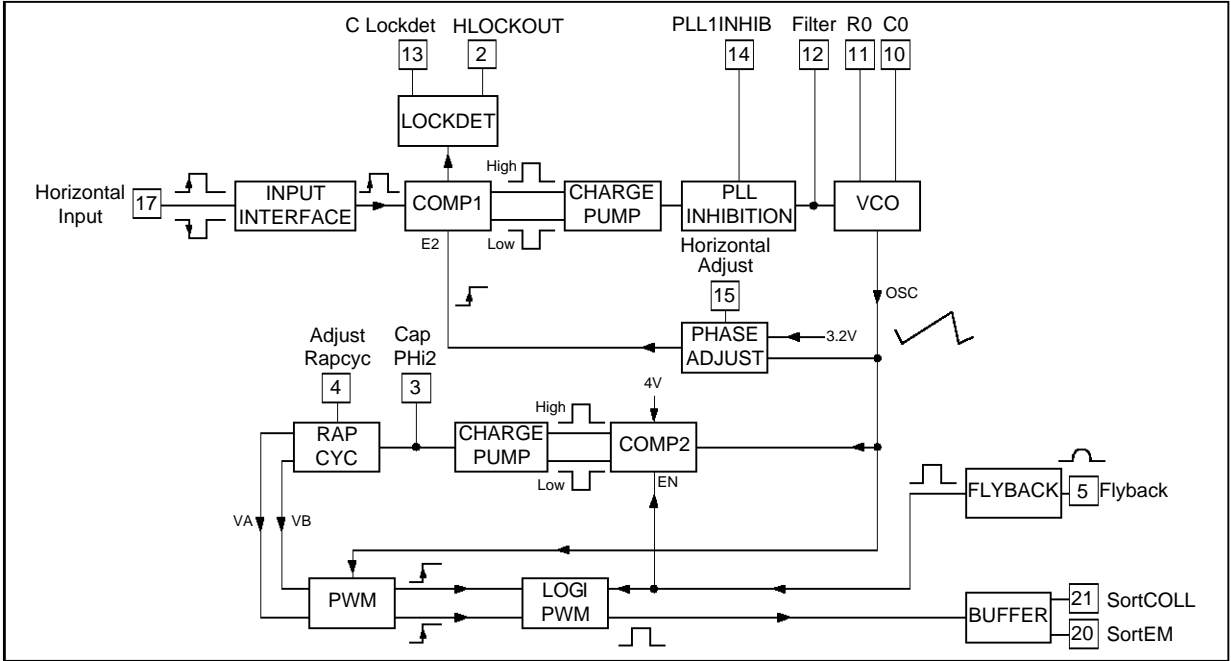 C Lockdet
HLOCKOUT
PLL1INHIB
Filter
R0
C0
13
2
14
12
11
10
LOCKDET
Horizontal
Input
17
INPUT
INTERFACE
COMP1
High
Low
E2
CHARGE
PUMP
PLL
INHIBITION
VCO
Horizontal
Adjust
15
OSC
PHASE
ADJUST
3.2V
Adjust
Rapcyc
4
Cap
PHi2
3
4V
RAP
CYC
CHARGE
PUMP
High
Low
COMP2
EN
FLYBACK
5
Flyback
VA
VB
PWM
LOGI
PWM
BUFFER
21
SortCOLL
20
SortEM